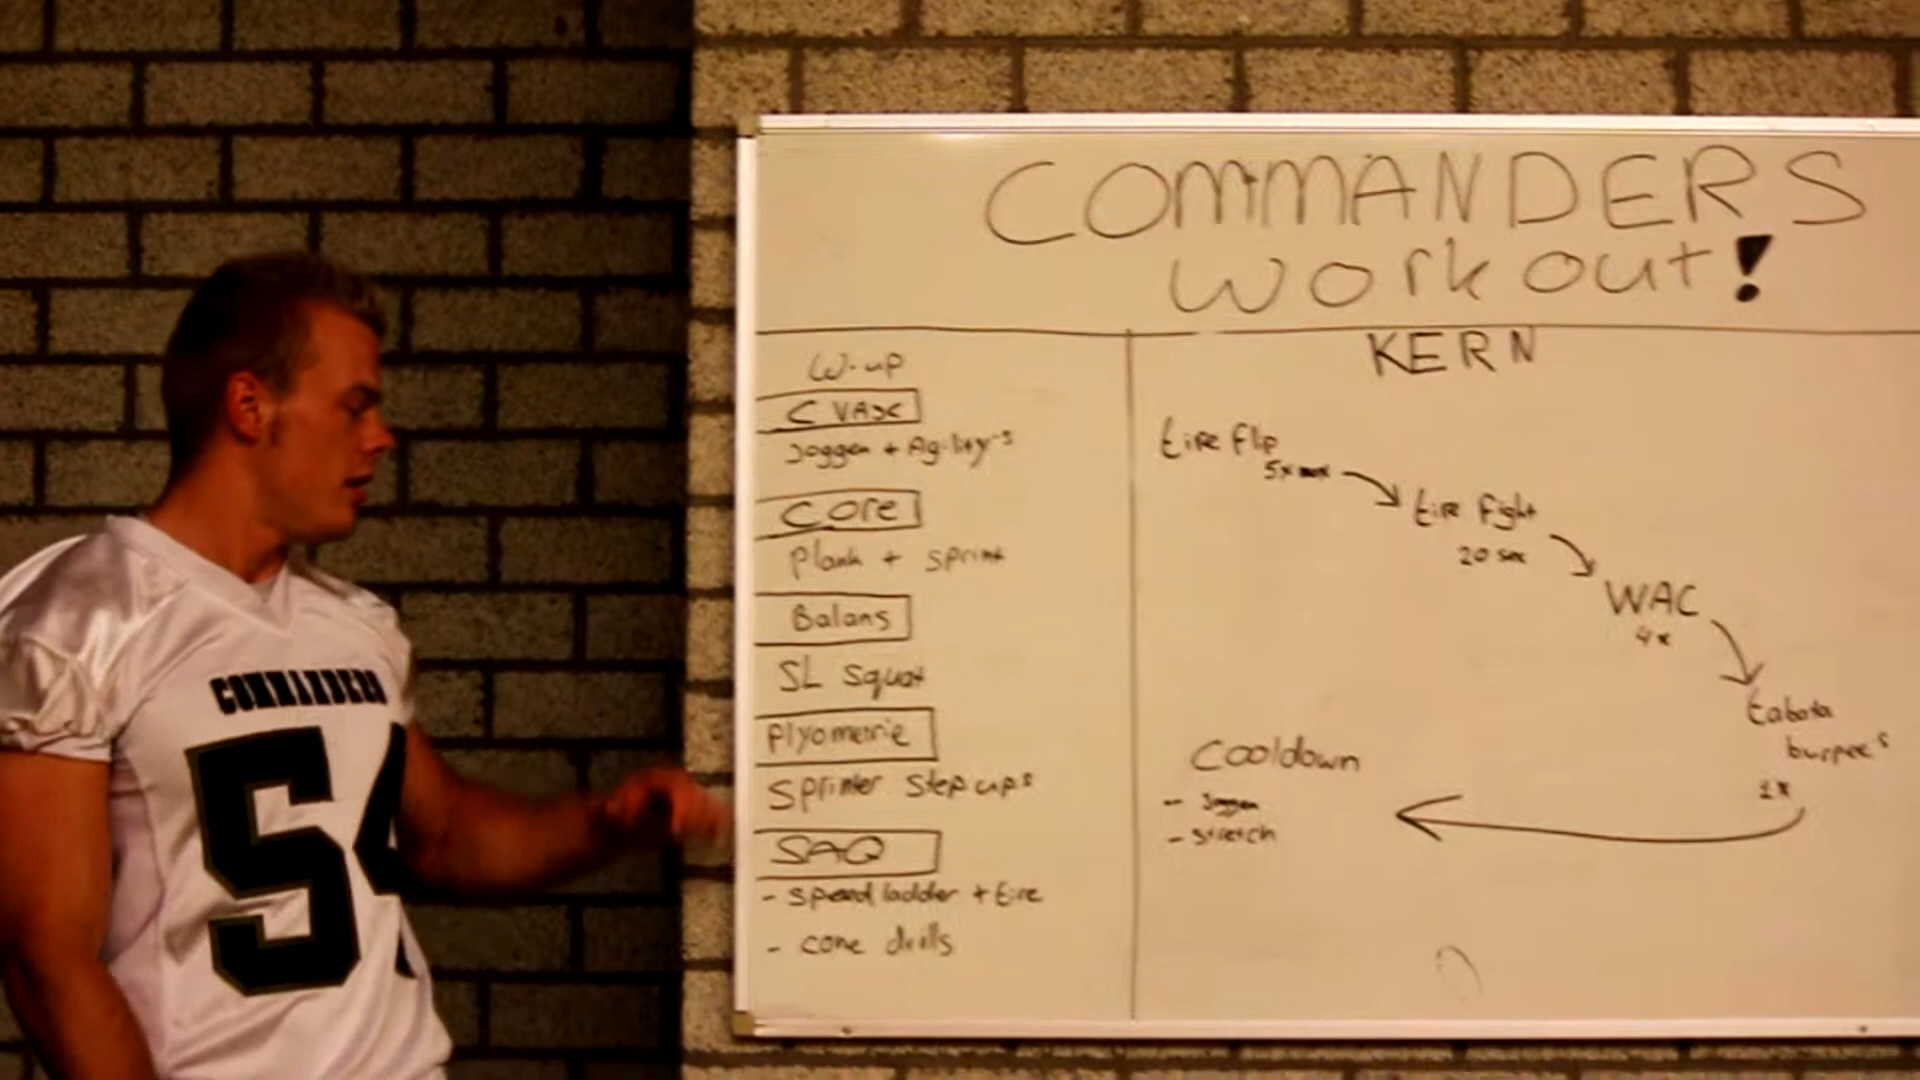 COMMANDERS
Workout!
W-up
Joggen + Agility's
Core
Plank + sprint
Balans
SL Squat
Plyometrie
Sprinter Step ups
SAQ
- Speed ladder + tire
- cone drills
KERN
tire flip
5x
tire fight
20 sec
WAC
4x
tabata
burpee's
1x
Cooldown
- Joggen
- stretch
COMMANDERS
54